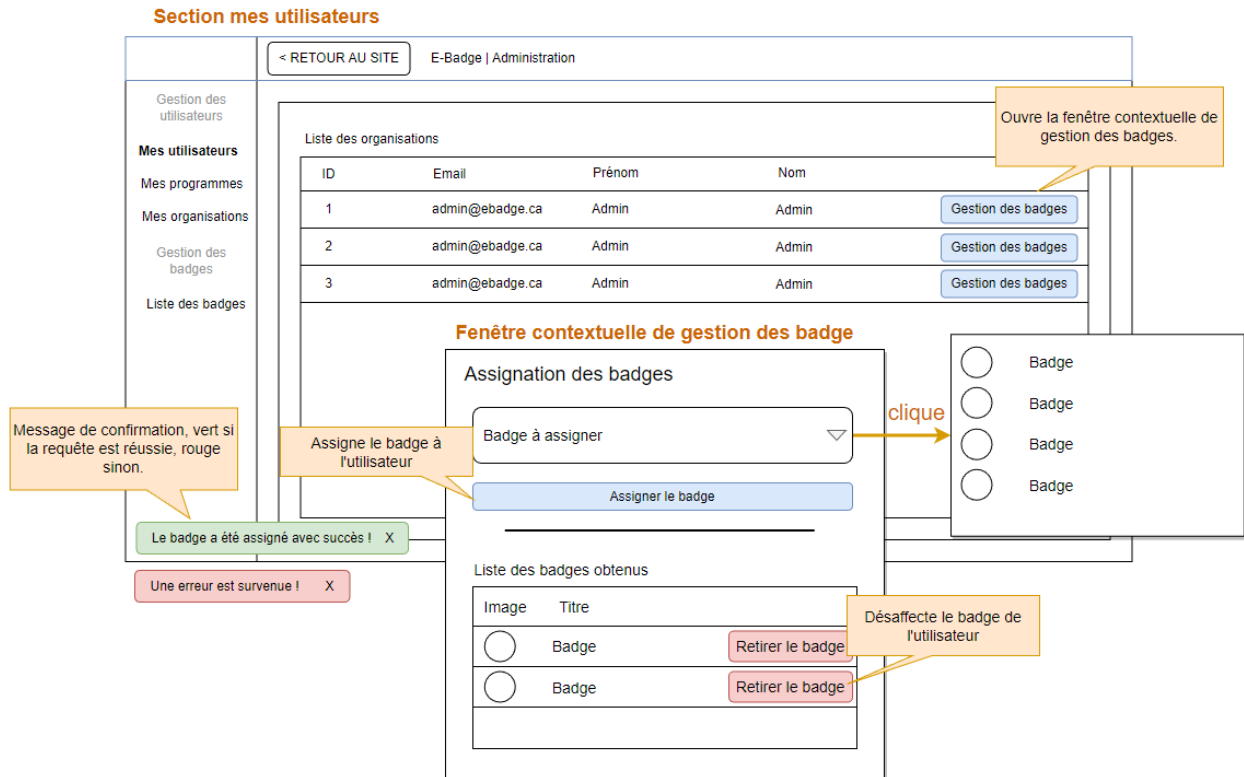 Section mes utilisateurs
< RETOUR AU SITE
E-Badge | Administration
Gestion des
utilisateurs
Mes utilisateurs
Mes programmes
Mes organisations
Gestion des
badges
Liste des badges
Ouvre la fenêtre contextuelle de
gestion des badges.
Liste des organisations
ID Email Prénom Nom
1 admin@ebadge.ca Admin Admin Gestion des badges
2 admin@ebadge.ca Admin Admin Gestion des badges
3 admin@ebadge.ca Admin Admin Gestion des badges
Fenêtre contextuelle de gestion des badge
Assignation des badges
Badge à assigner
clique
Badge
Badge
Badge
Badge
Message de confirmation, vert si
la requête est réussie, rouge
sinon.
Assigne le badge à
l'utilisateur
Assigner le badge
Le badge a été assigné avec succès ! X
Une erreur est survenue ! X
Liste des badges obtenus
Image Titre
Badge Retirer le badge
Badge Retirer le badge
Désaffecte le badge de
l'utilisateur